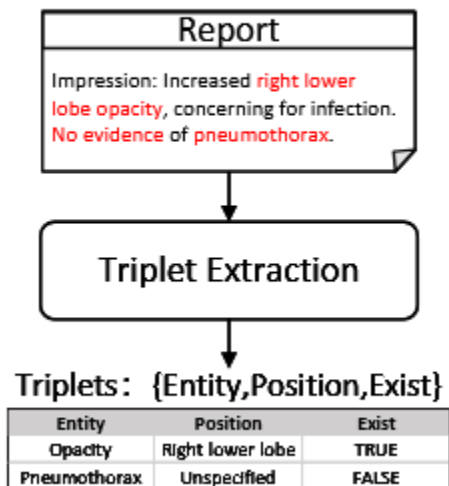 Report
Impression: Increased right lower
lobe opacity, concerning for infection.
No evidence of pneumothorax.
Triplet Extraction
Triplets: {Entity,Position,Exist}
Entity Position Exist
Opacity Right lower lobe TRUE
Pneumothorax Unspecified FALSE